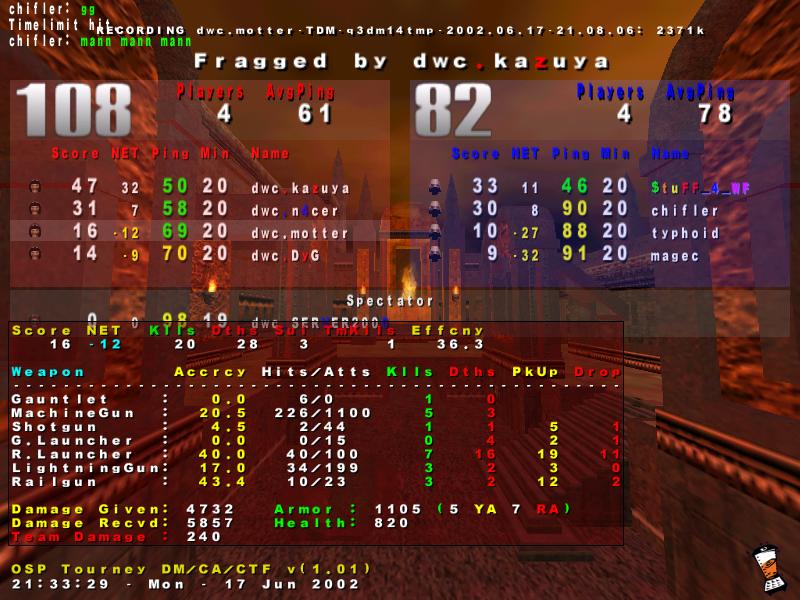 chifler: gg
Timelimit hit.
RECORDING dwc.motter-TDM-q3dm14tmp-2002.06.17-21.08.06: 2371k
chifler: mann mann mann
Fragged by dwc.kazuya
108 Players AvgPing
4 61
82 Players AvgPing
4 78
Score NET Ping Min Name
47 32 50 20 dwc.kazuya
31 7 58 20 dwc.n4cer
16 -12 69 20 dwc.motter
14 -9 70 20 dwc.DyG
Score NET Ping Min Name
33 11 46 20 $tuFF_4_WF
30 8 90 20 chifler
10 -27 88 20 typhoid
9 -32 91 20 magec
Spectator
0 0 98 19 dwc
Score NET Klls Dths Sui TmKlls Effcny
16 -12 20 28 3 1 36.3
Weapon Accrcy Hits/Atts Klls Dths PkUp Drop
Gauntlet : 0.0 6/0 1 0
MachineGun : 20.5 226/1100 5 3
Shotgun : 4.5 2/44 1 1 5 1
G.Launcher : 0.0 0/15 0 4 2 1
R.Launcher : 40.0 40/100 7 16 19 11
LightningGun: 17.0 34/199 3 2 3 0
Railgun : 43.4 10/23 3 2 12 2
Damage Given: 4732 Armor : 1105 (5 YA 7 RA)
Damage Recvd: 5857 Health: 820
Team Damage : 240
OSP Tourney DM/CA/CTF v(1.01)
21:33:29 - Mon - 17 Jun 2002